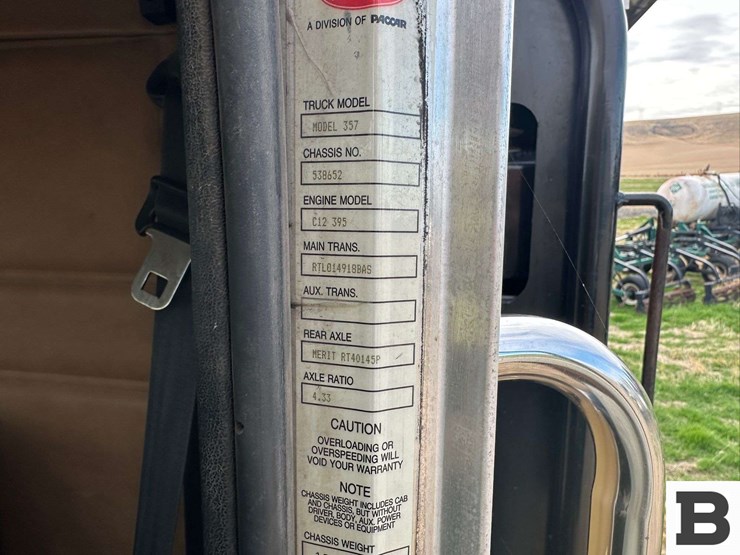 A DIVISION OF PACCAR
TRUCK MODEL
MODEL 357
CHASSIS NO.
538652
ENGINE MODEL
C12 395
MAIN TRANS.
RTLO14918BAS
AUX. TRANS.
REAR AXLE
MERIT RT40145P
AXLE RATIO
4.33
CAUTION
OVERLOADING OR
OVERSPEEDING WILL
VOID YOUR WARRANTY
NOTE
CHASSIS WEIGHT INCLUDES CAB
AND CHASSIS, BUT WITHOUT
DRIVER, BODY, AUX. POWER
DEVICES OR EQUIPMENT
CHASSIS WEIGHT
B